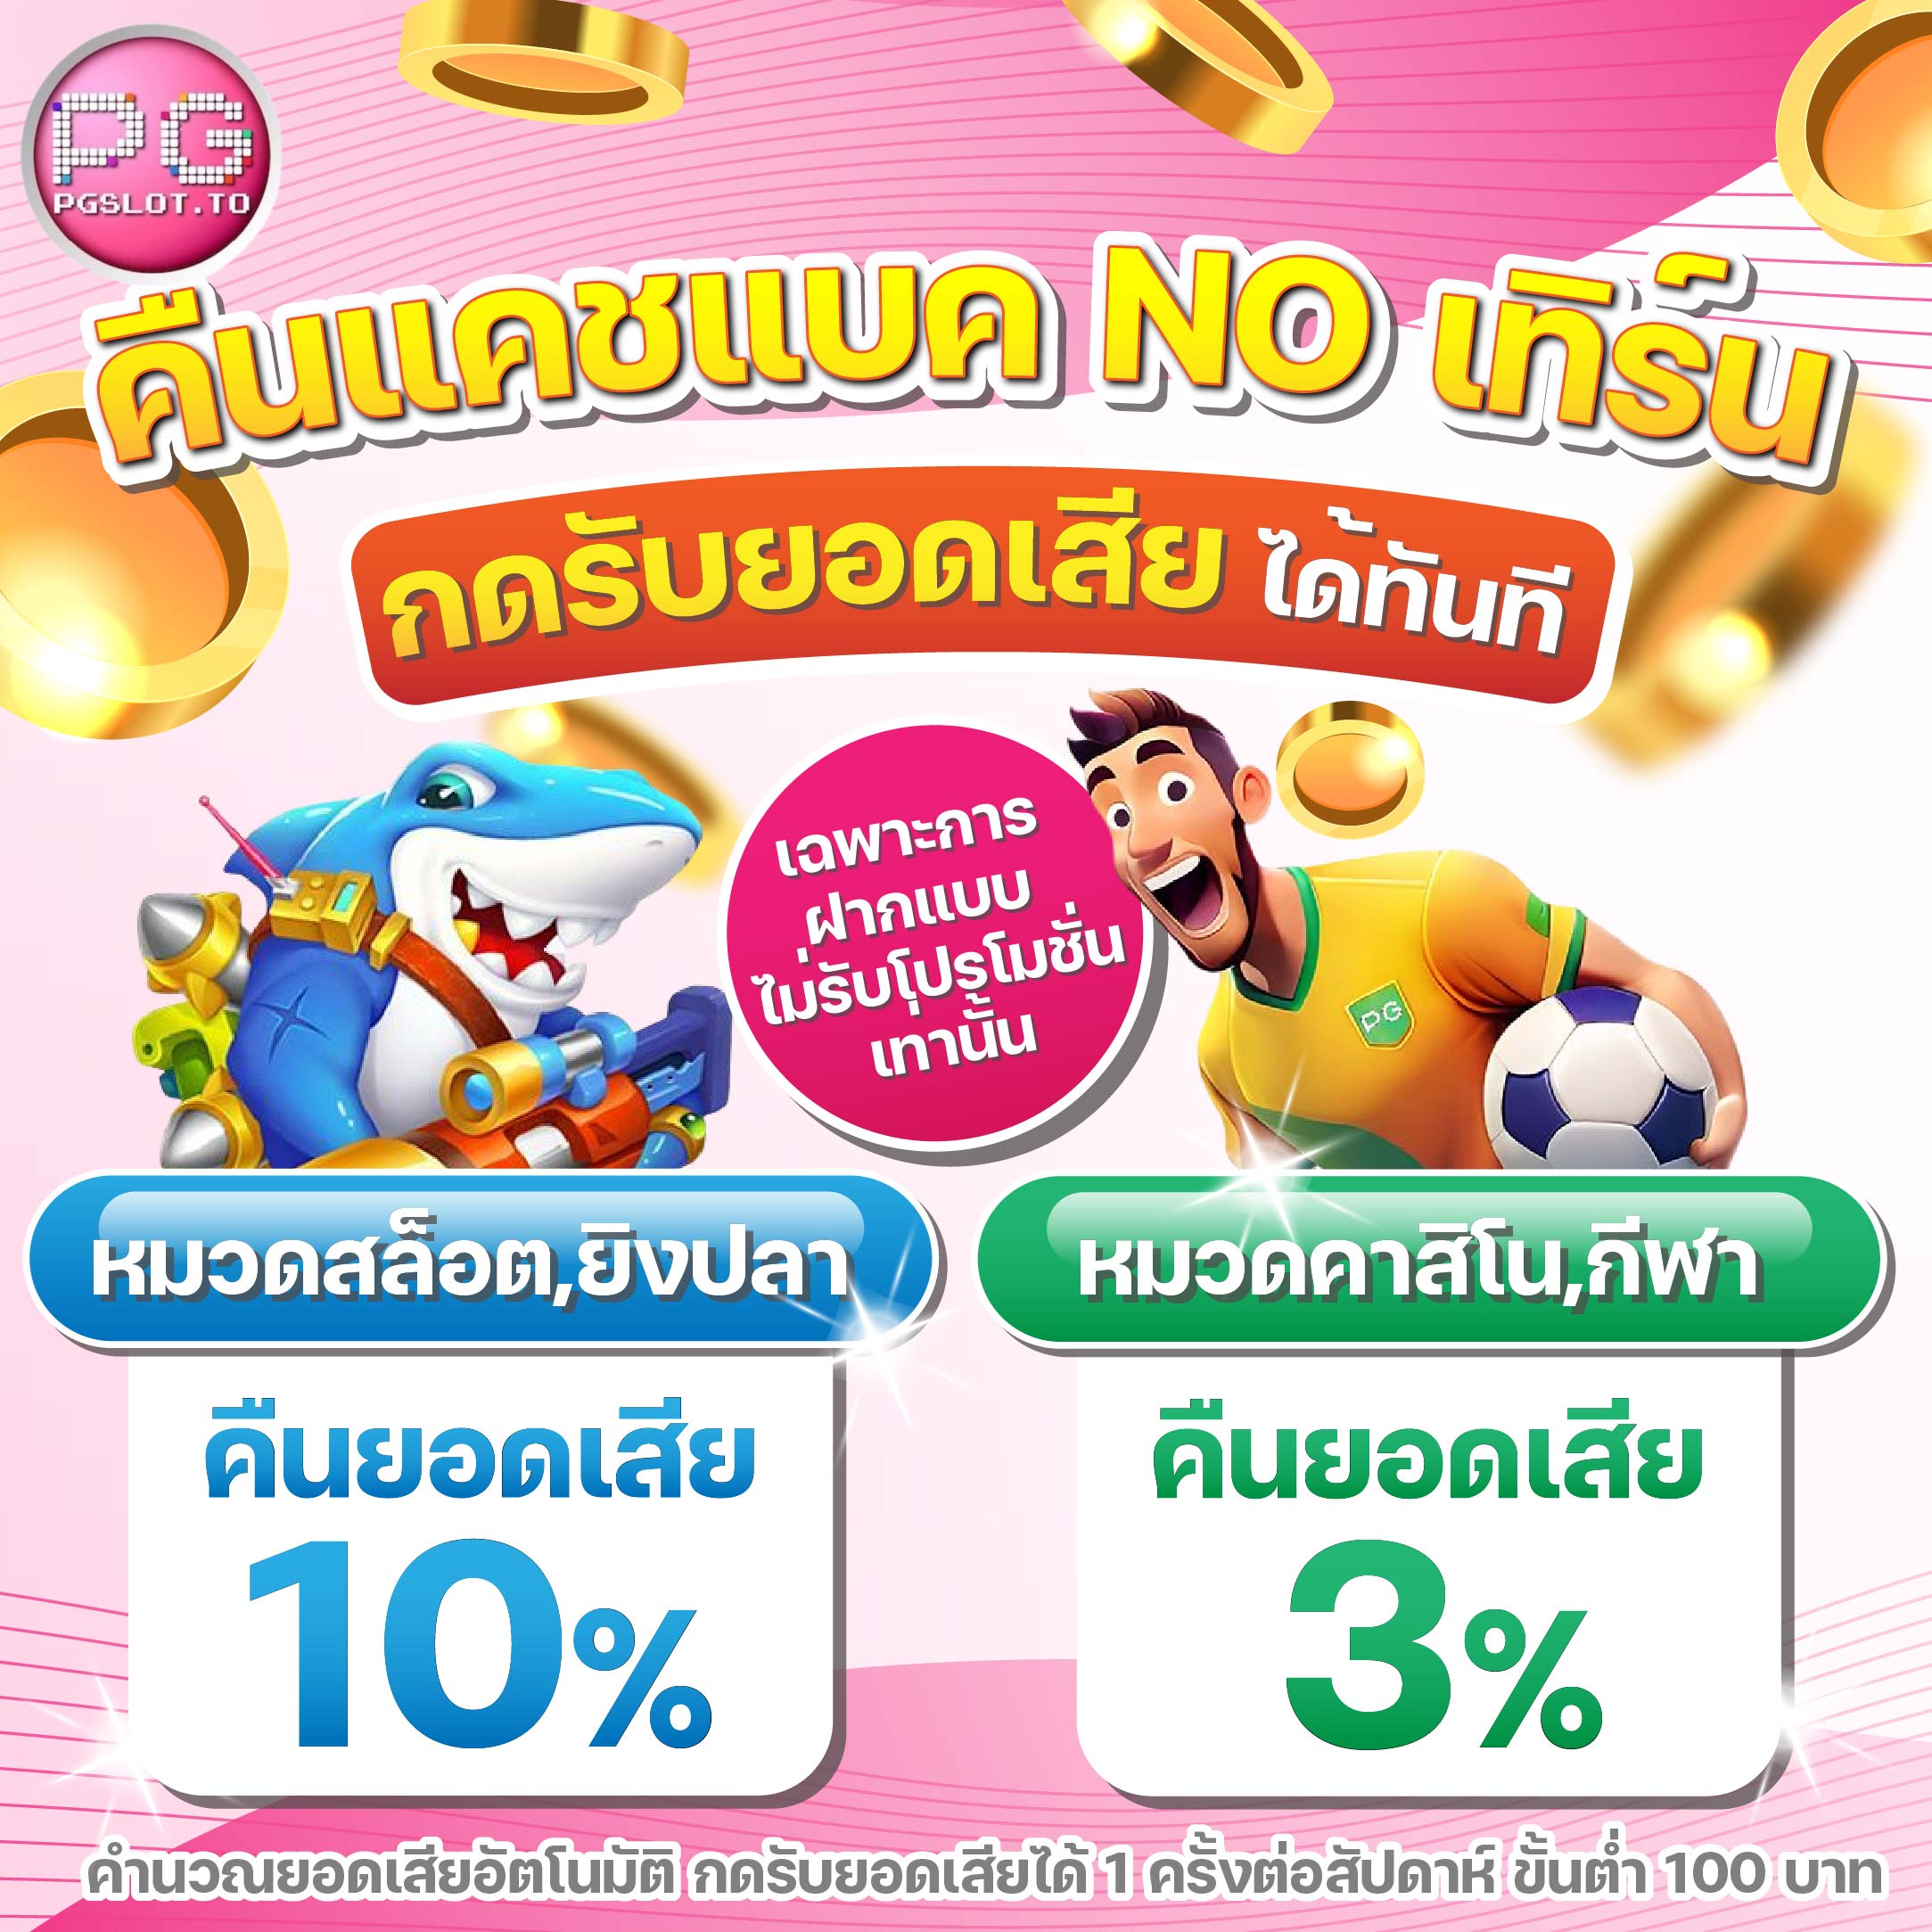 PG
PGSLOT.TO
คืนแคชแบค NO เทิร์น
กดรับยอดเสีย ได้ทันที
เฉพาะการ
ฝากแบบ
ไม่รับโปรโมชั่น
เทานั้น
PG
หมวดสล็อต,ยิงปลา
หมวดคาสิโน,กีฬา
คืนยอดเสีย
10%
คืนยอดเสีย
3%
คำนวณยอดเสียอัตโนมัติ กดรับยอดเสียได้ 1 ครั้งต่อสัปดาห์ ขั้นต่ำ 100 บาท